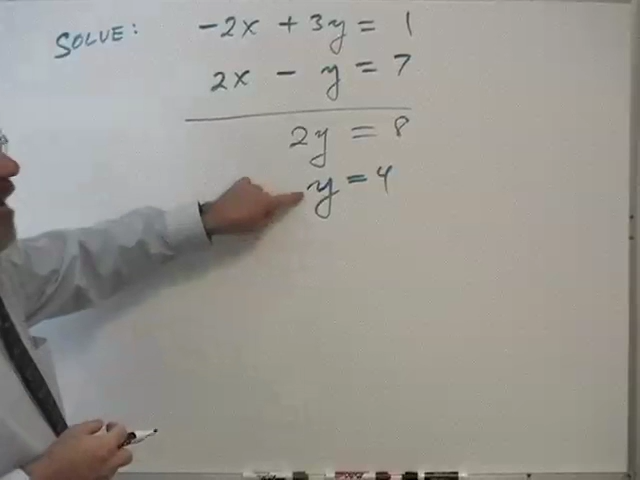 SOLVE: -2x + 3y = 1
2x - y = 7
2y = 8
y = 4